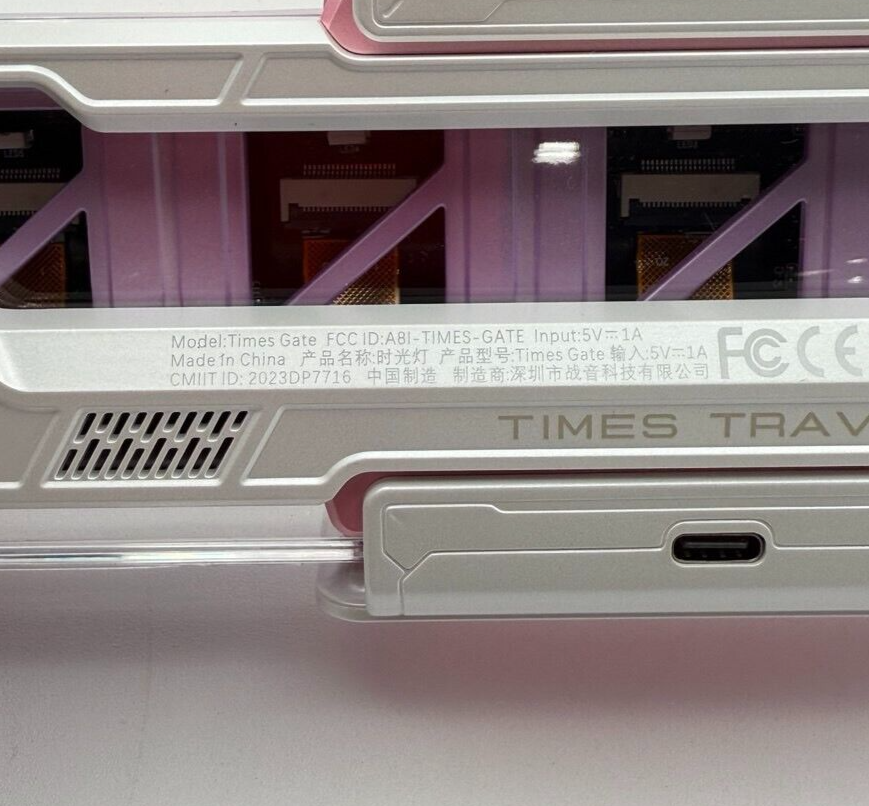 Model:Times Gate FCC ID:A8I-TIMES-GATE Input:5V⎓1A
Made In China 产品名称:时光灯 产品型号:Times Gate 输入:5V⎓1A
CMIIT ID: 2023DP7716 中国制造 制造商:深圳市战音科技有限公司
FC CE
TIMES TRAV